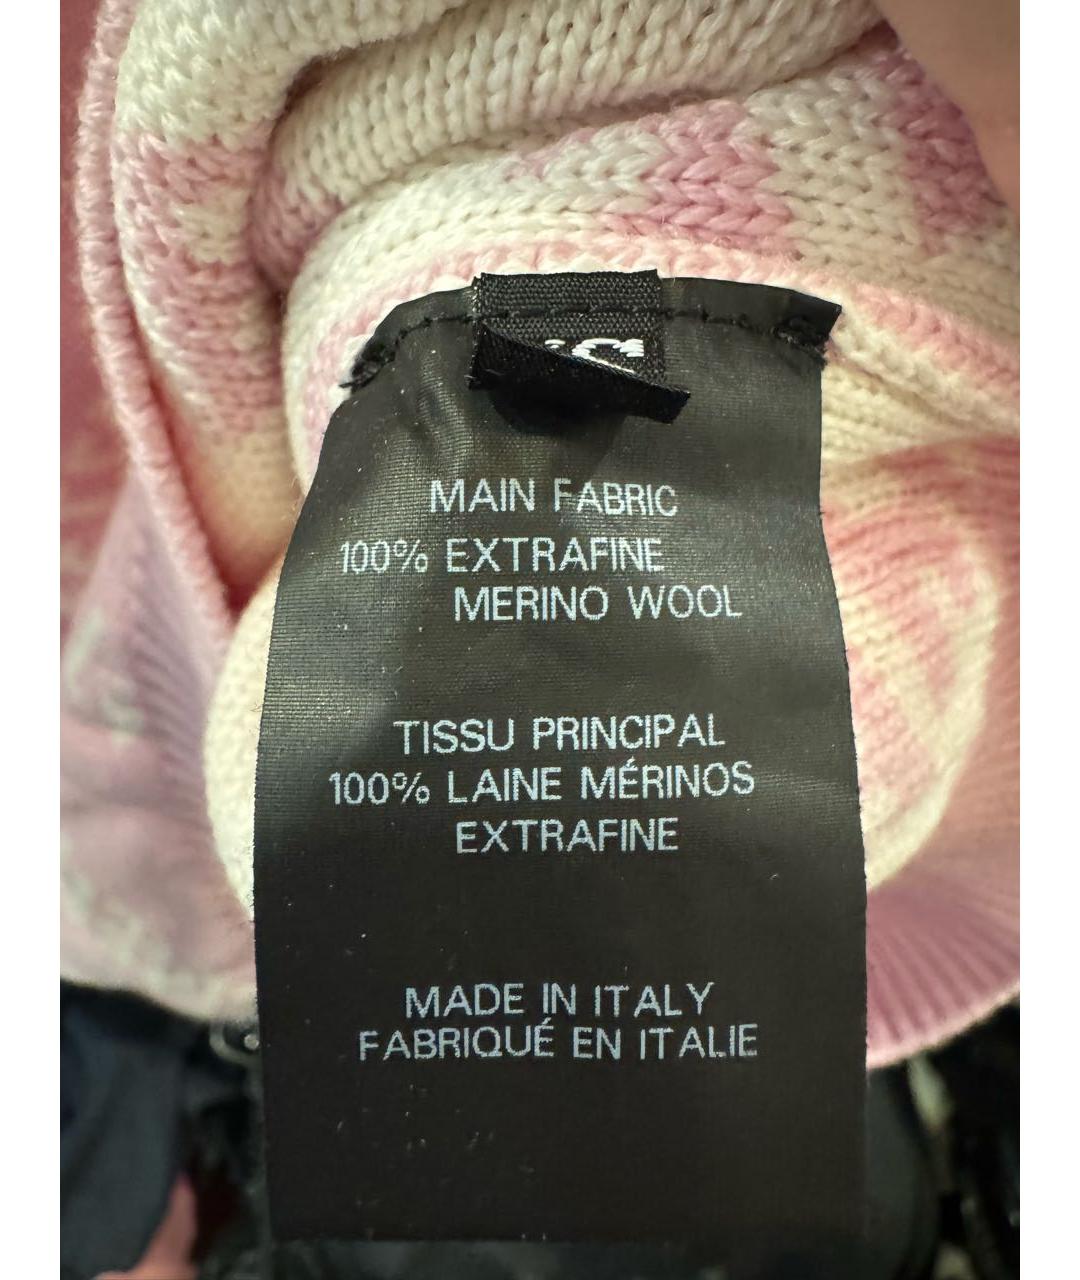 MAIN FABRIC
100% EXTRAFINE
MERINO WOOL
TISSU PRINCIPAL
100% LAINE MÉRINOS
EXTRAFINE
MADE IN ITALY
FABRIQUÉ EN ITALIE